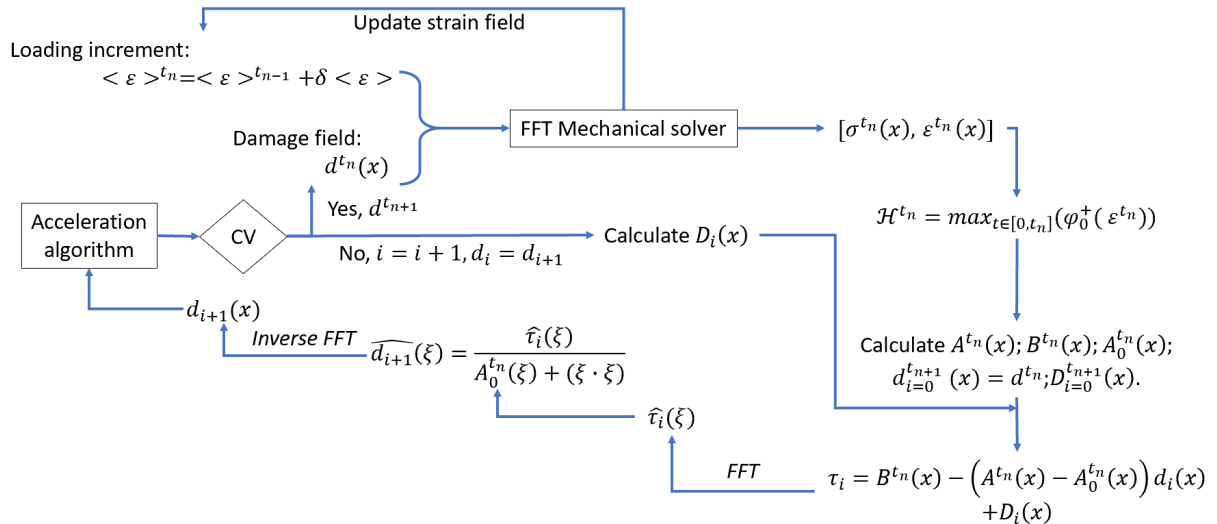 Update strain field
Loading increment:
< ε >^{t_n}=< ε >^{t_{n−1}} +δ < ε >
FFT Mechanical solver
[σ^{t_n}(x), ε^{t_n}(x)]
Damage field:
d^{t_n}(x)
Yes, d^{t_{n+1}}
ℋ^{t_n} = max_{t∈[0,t_n]}(φ_0^+( ε^{t_n}))
Acceleration
algorithm
CV
No, i = i + 1, d_i = d_{i+1}
Calculate D_i(x)
d_{i+1}(x)
Inverse FFT
\widehat{d_{i+1}}(ξ) = \frac{\hat{τ_i}(ξ)}{A_0^{t_n}(ξ) + (ξ · ξ)}
Calculate A^{t_n}(x); B^{t_n}(x); A_0^{t_n}(x);
d_{i=0}^{t_{n+1}} (x) = d^{t_n}; D_{i=0}^{t_{n+1}}(x).
\hat{τ_i}(ξ)
FFT
τ_i = B^{t_n}(x) − (A^{t_n}(x) − A_0^{t_n}(x)) d_i(x)
+D_i(x)